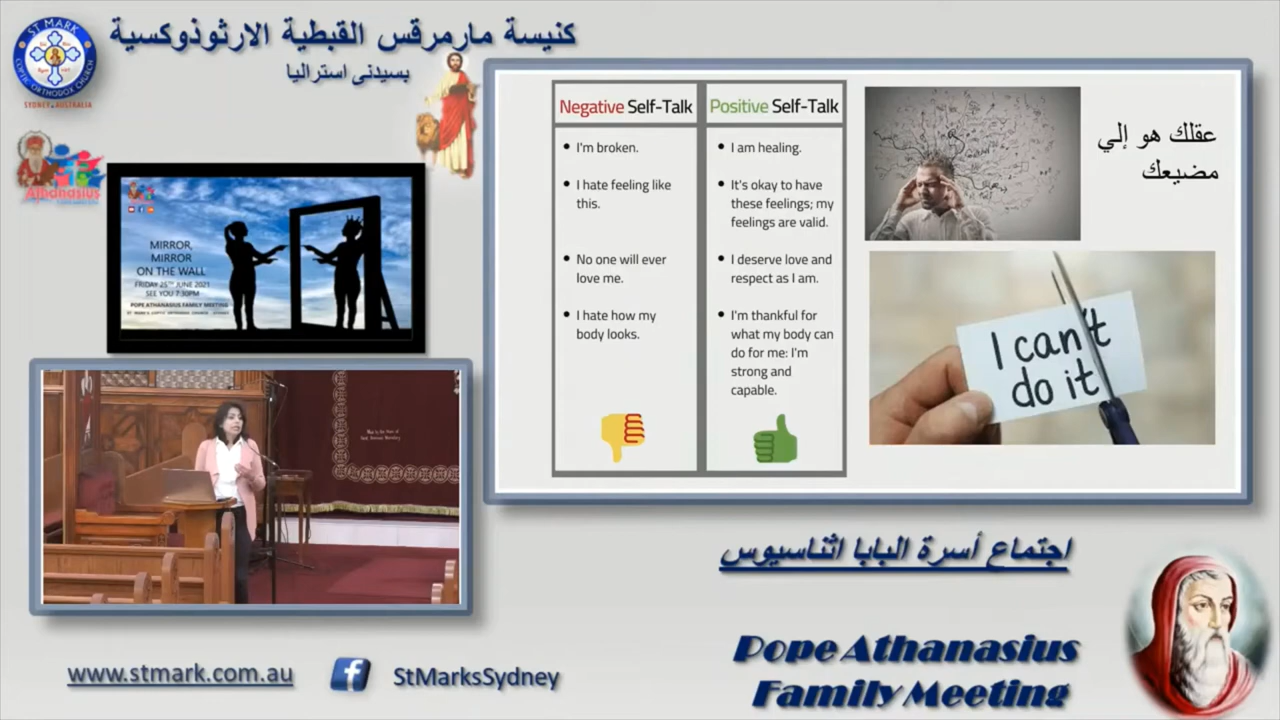 ST MARK
COPTIC ORTHODOX CHURCH
SYDNEY, AUSTRALIA
كنيسة مارمرقس القبطية الارثوذوكسية
بسيدنى استراليا
Athanasius
MIRROR,
MIRROR
ON THE WALL
FRIDAY 25TH JUNE 2021
SEE YOU 7:30PM
POPE ATHANASIUS FAMILY MEETING
Negative Self-Talk
I'm broken.
I hate feeling like
this.
No one will ever
love me.
I hate how my
body looks.
Positive Self-Talk
I am healing.
It's okay to have
these feelings; my
feelings are valid.
I deserve love and
respect as I am.
I'm thankful for
what my body can
do for me: I'm
strong and
capable.
عقلك هو إلي
مضيعك
I can't
do it
اجتماع أسرة البابا اثناسيوس
Pope Athanasius
Family Meeting
www.stmark.com.au
StMarksSydney